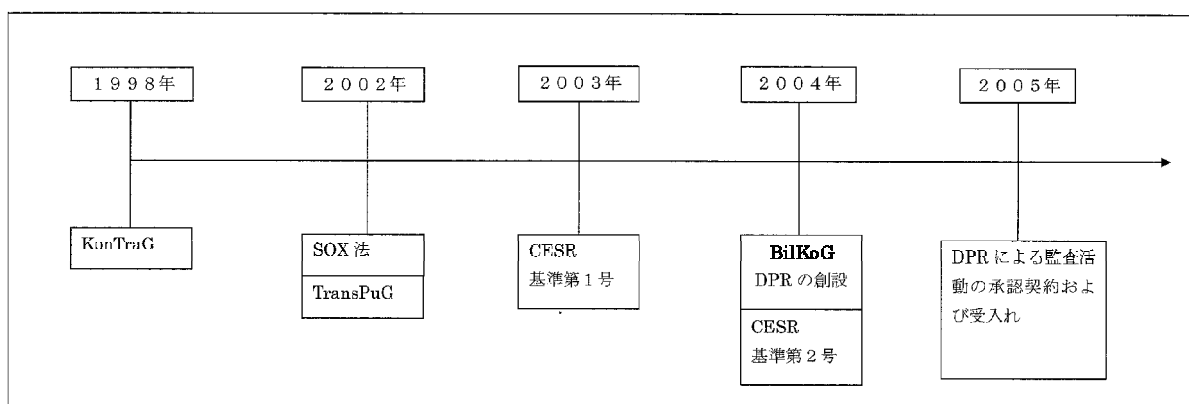 １９９８年
２００２年
２００３年
２００４年
２００５年
KonTraG
SOX 法
TransPuG
CESR
基準第１号
BilKoG
DPR の創設
CESR
基準第２号
DPR による監査活
動の承認契約およ
び受入れ